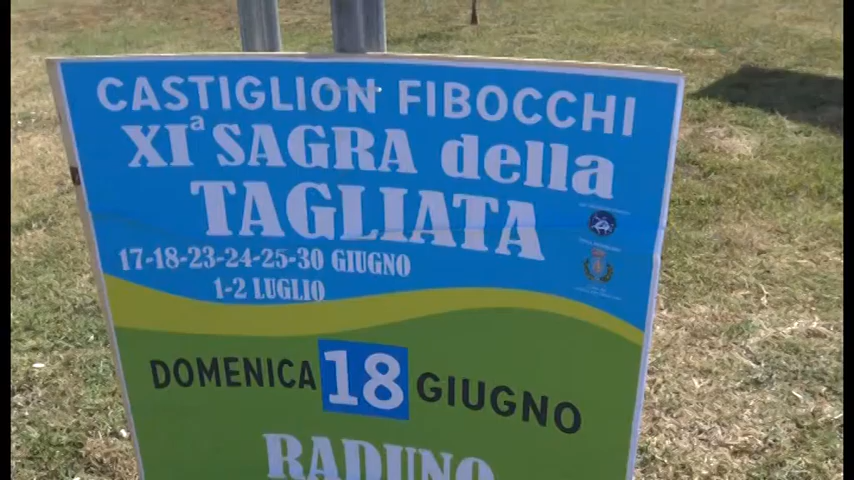 CASTIGLION FIBOCCHI
XIª SAGRA della
TAGLIATA
17-18-23-24-25-30 GIUGNO
1-2 LUGLIO
DOMENICA 18 GIUGNO
RADUNO